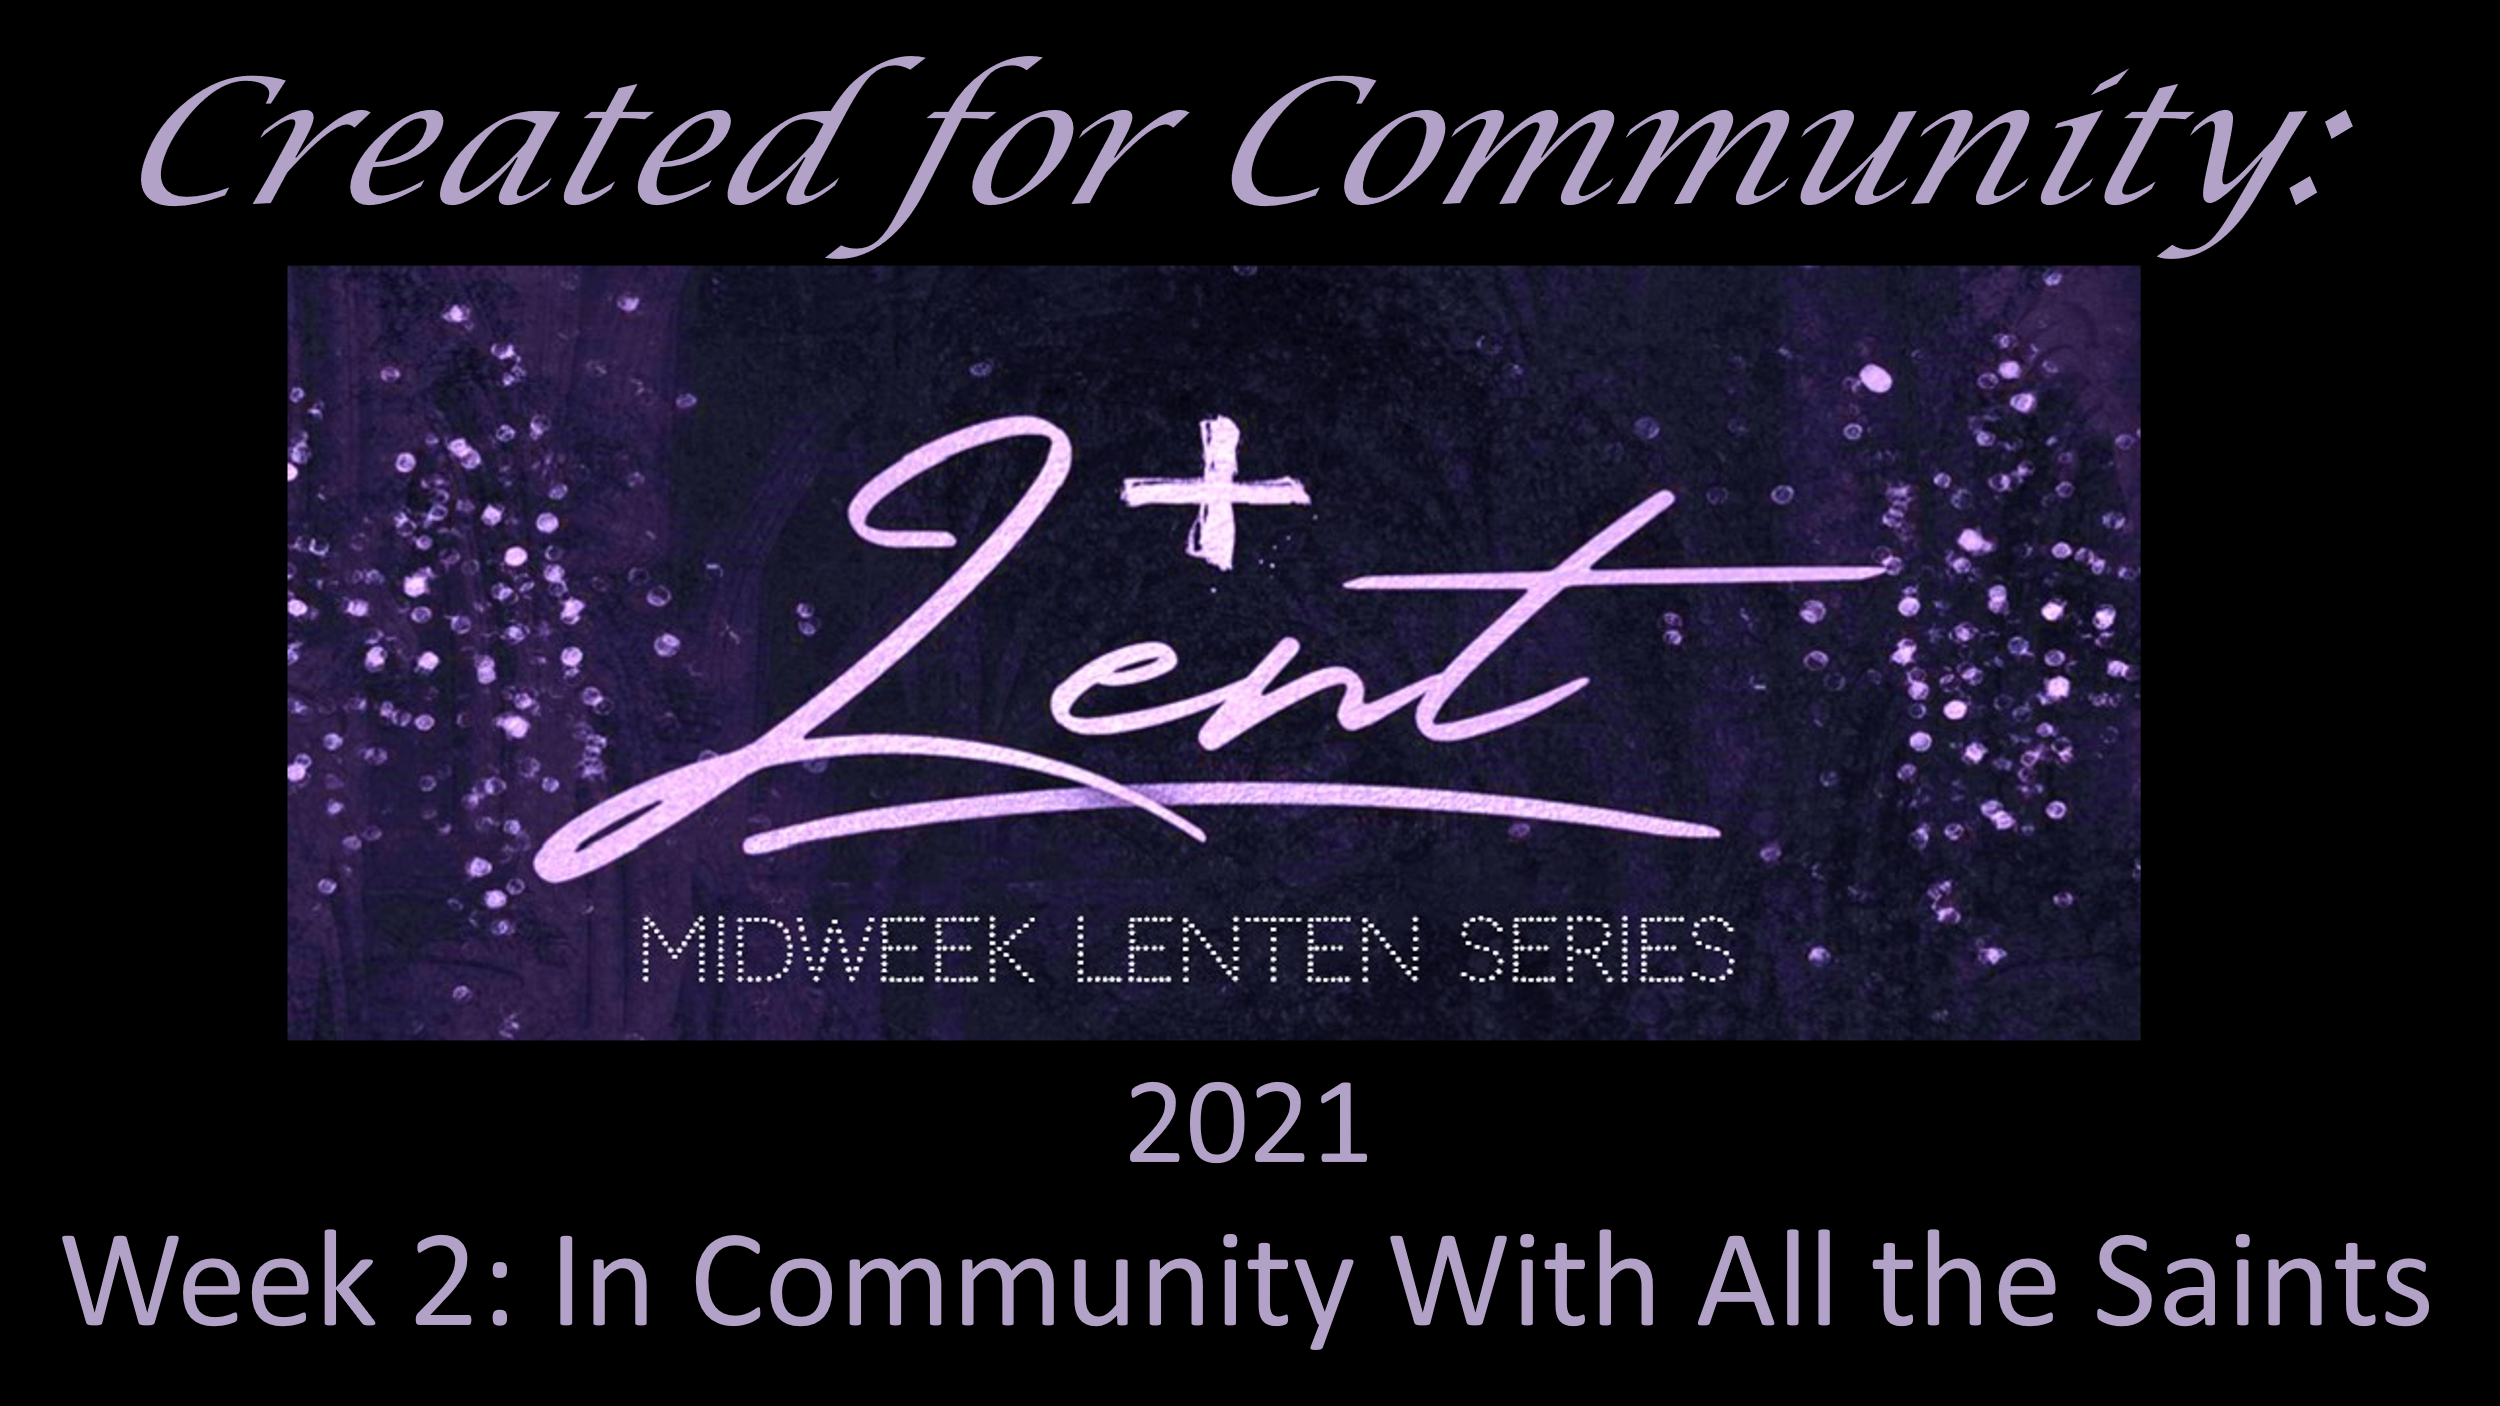 Created for Community:
Lent
MIDWEEK LENTEN SERIES
2021
Week 2: In Community With All the Saints